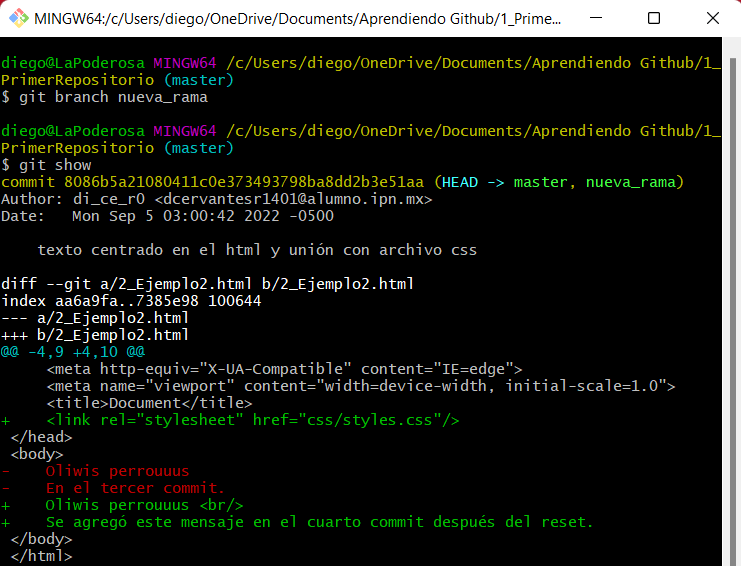 MINGW64:/c/Users/diego/OneDrive/Documents/Aprendiendo Github/1_Prime...
diego@LaPoderosa MINGW64 /c/Users/diego/OneDrive/Documents/Aprendiendo Github/1_
PrimerRepositorio (master)
$ git branch nueva_rama
diego@LaPoderosa MINGW64 /c/Users/diego/OneDrive/Documents/Aprendiendo Github/1_
PrimerRepositorio (master)
$ git show
commit 8086b5a21080411c0e373493798ba8dd2b3e51aa (HEAD -> master, nueva_rama)
Author: di_ce_r0 <dcervantesr1401@alumno.ipn.mx>
Date:   Mon Sep 5 03:00:42 2022 -0500
    texto centrado en el html y unión con archivo css
diff --git a/2_Ejemplo2.html b/2_Ejemplo2.html
index aa6a9fa..7385e98 100644
--- a/2_Ejemplo2.html
+++ b/2_Ejemplo2.html
@@ -4,9 +4,10 @@
     <meta http-equiv="X-UA-Compatible" content="IE=edge">
     <meta name="viewport" content="width=device-width, initial-scale=1.0">
     <title>Document</title>
+    <link rel="stylesheet" href="css/styles.css"/>
 </head>
 <body>
-    Oliwis perrouuus
-    En el tercer commit.
+    Oliwis perrouuus <br/>
+    Se agregó este mensaje en el cuarto commit después del reset.
 </body>
 </html>